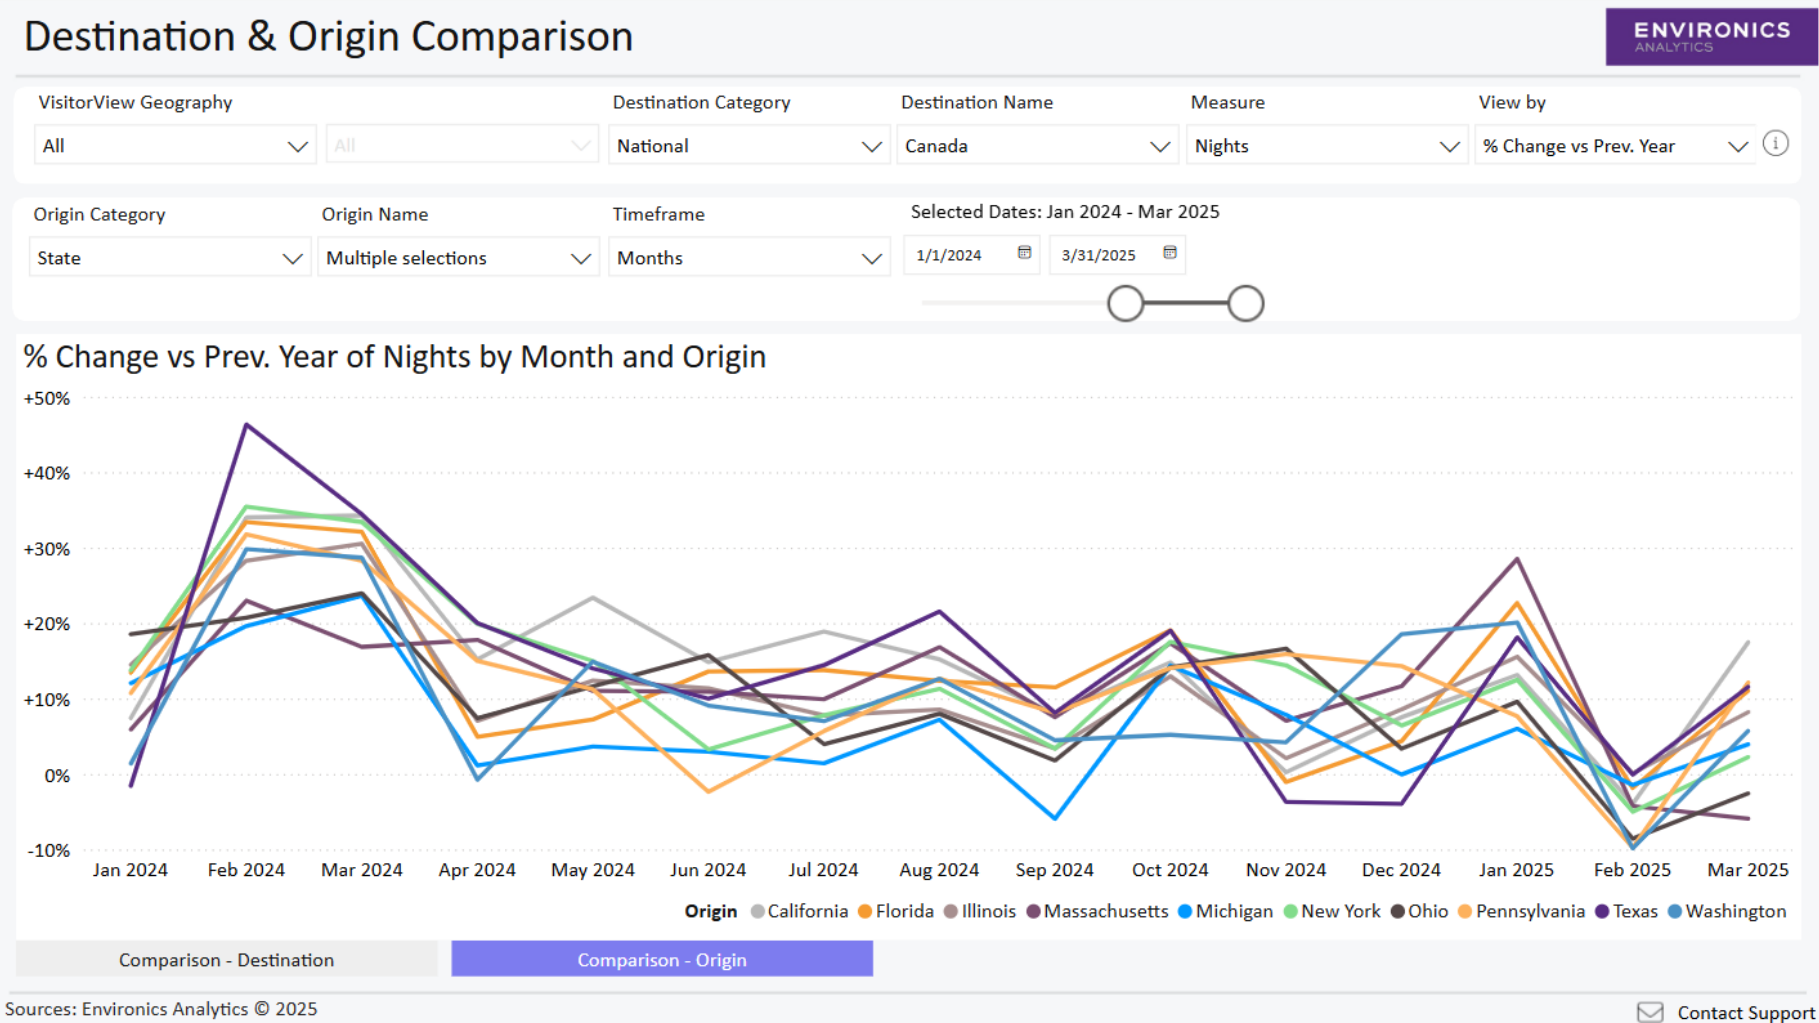 Destination & Origin Comparison
ENVIRONICS
ANALYTICS
VisitorView Geography
Destination Category
Destination Name
Measure
View by
All
All
National
Canada
Nights
% Change vs Prev. Year
Origin Category
Origin Name
Timeframe
Selected Dates: Jan 2024 - Mar 2025
State
Multiple selections
Months
1/1/2024
3/31/2025
% Change vs Prev. Year of Nights by Month and Origin
+50%
+40%
+30%
+20%
+10%
0%
-10%
Jan 2024
Feb 2024
Mar 2024
Apr 2024
May 2024
Jun 2024
Jul 2024
Aug 2024
Sep 2024
Oct 2024
Nov 2024
Dec 2024
Jan 2025
Feb 2025
Mar 2025
Origin California Florida Illinois Massachusetts Michigan New York Ohio Pennsylvania Texas Washington
Comparison - Destination
Comparison - Origin
Sources: Environics Analytics © 2025
Contact Support